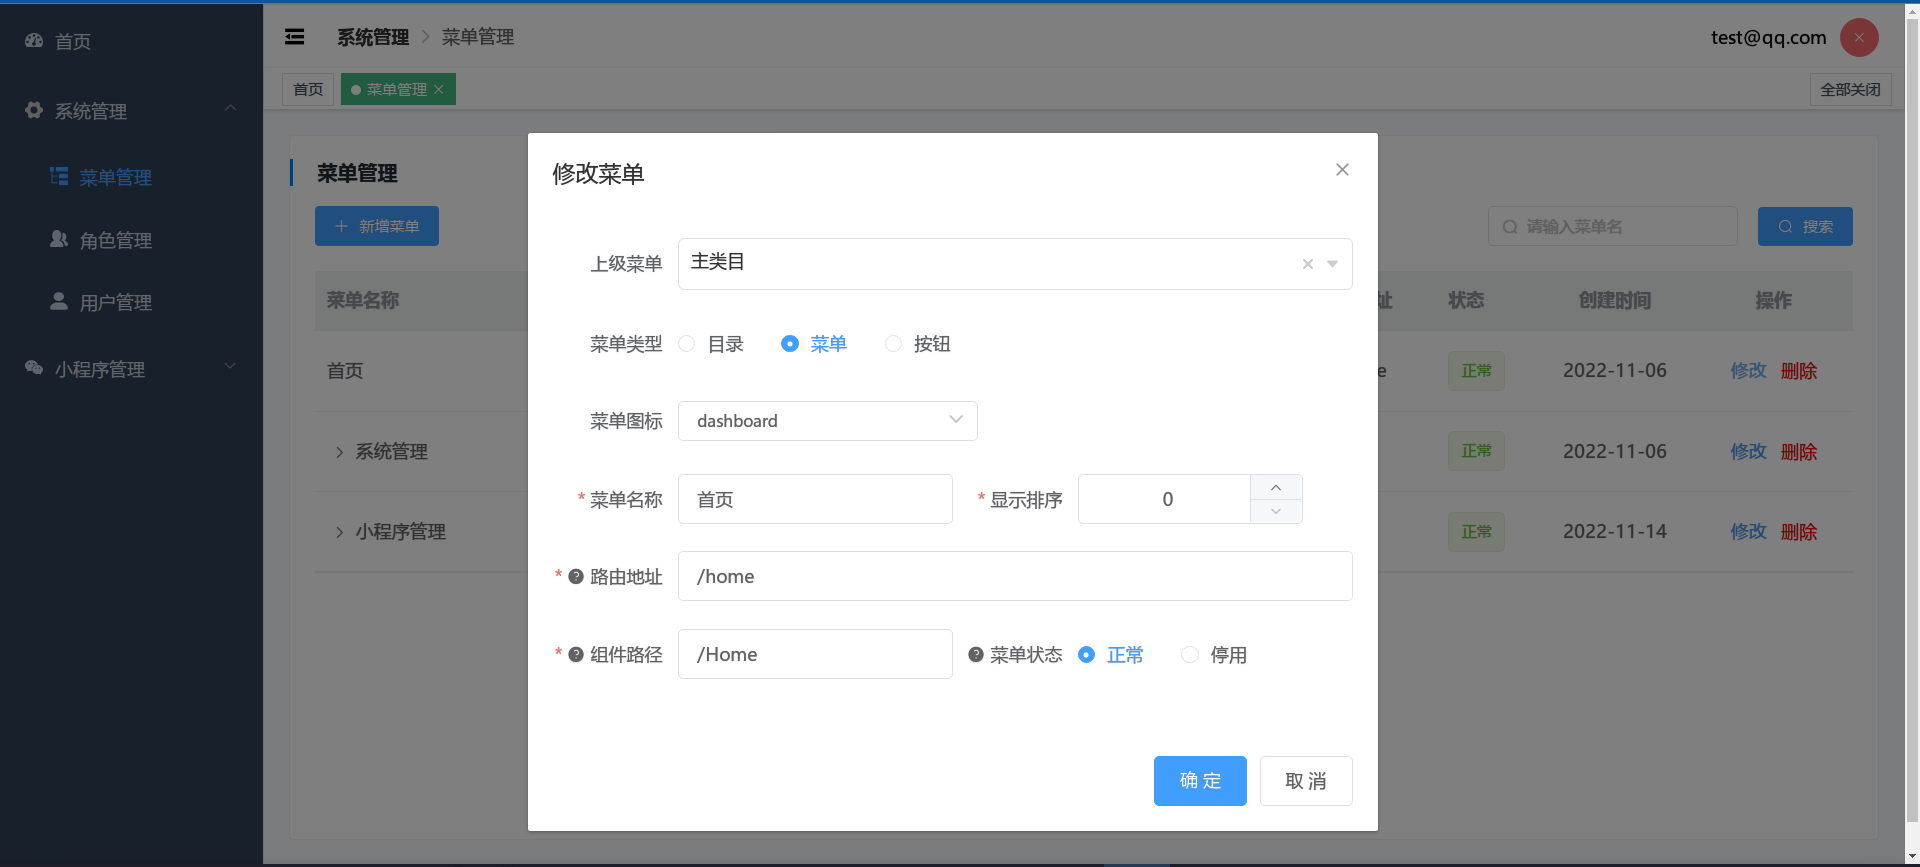 首页
系统管理
菜单管理
角色管理
用户管理
小程序管理
系统管理 菜单管理
test@qq.com
首页 菜单管理 全部关闭
菜单管理
新增菜单 请输入菜单名 搜索
菜单名称 址 状态 创建时间 操作
首页 e 正常 2022-11-06 修改 删除
系统管理 正常 2022-11-06 修改 删除
小程序管理 正常 2022-11-14 修改 删除
修改菜单
上级菜单 主类目
菜单类型 目录 菜单 按钮
菜单图标 dashboard
* 菜单名称 首页 * 显示排序 0
* 路由地址 /home
* 组件路径 /Home 菜单状态 正常 停用
确 定 取 消